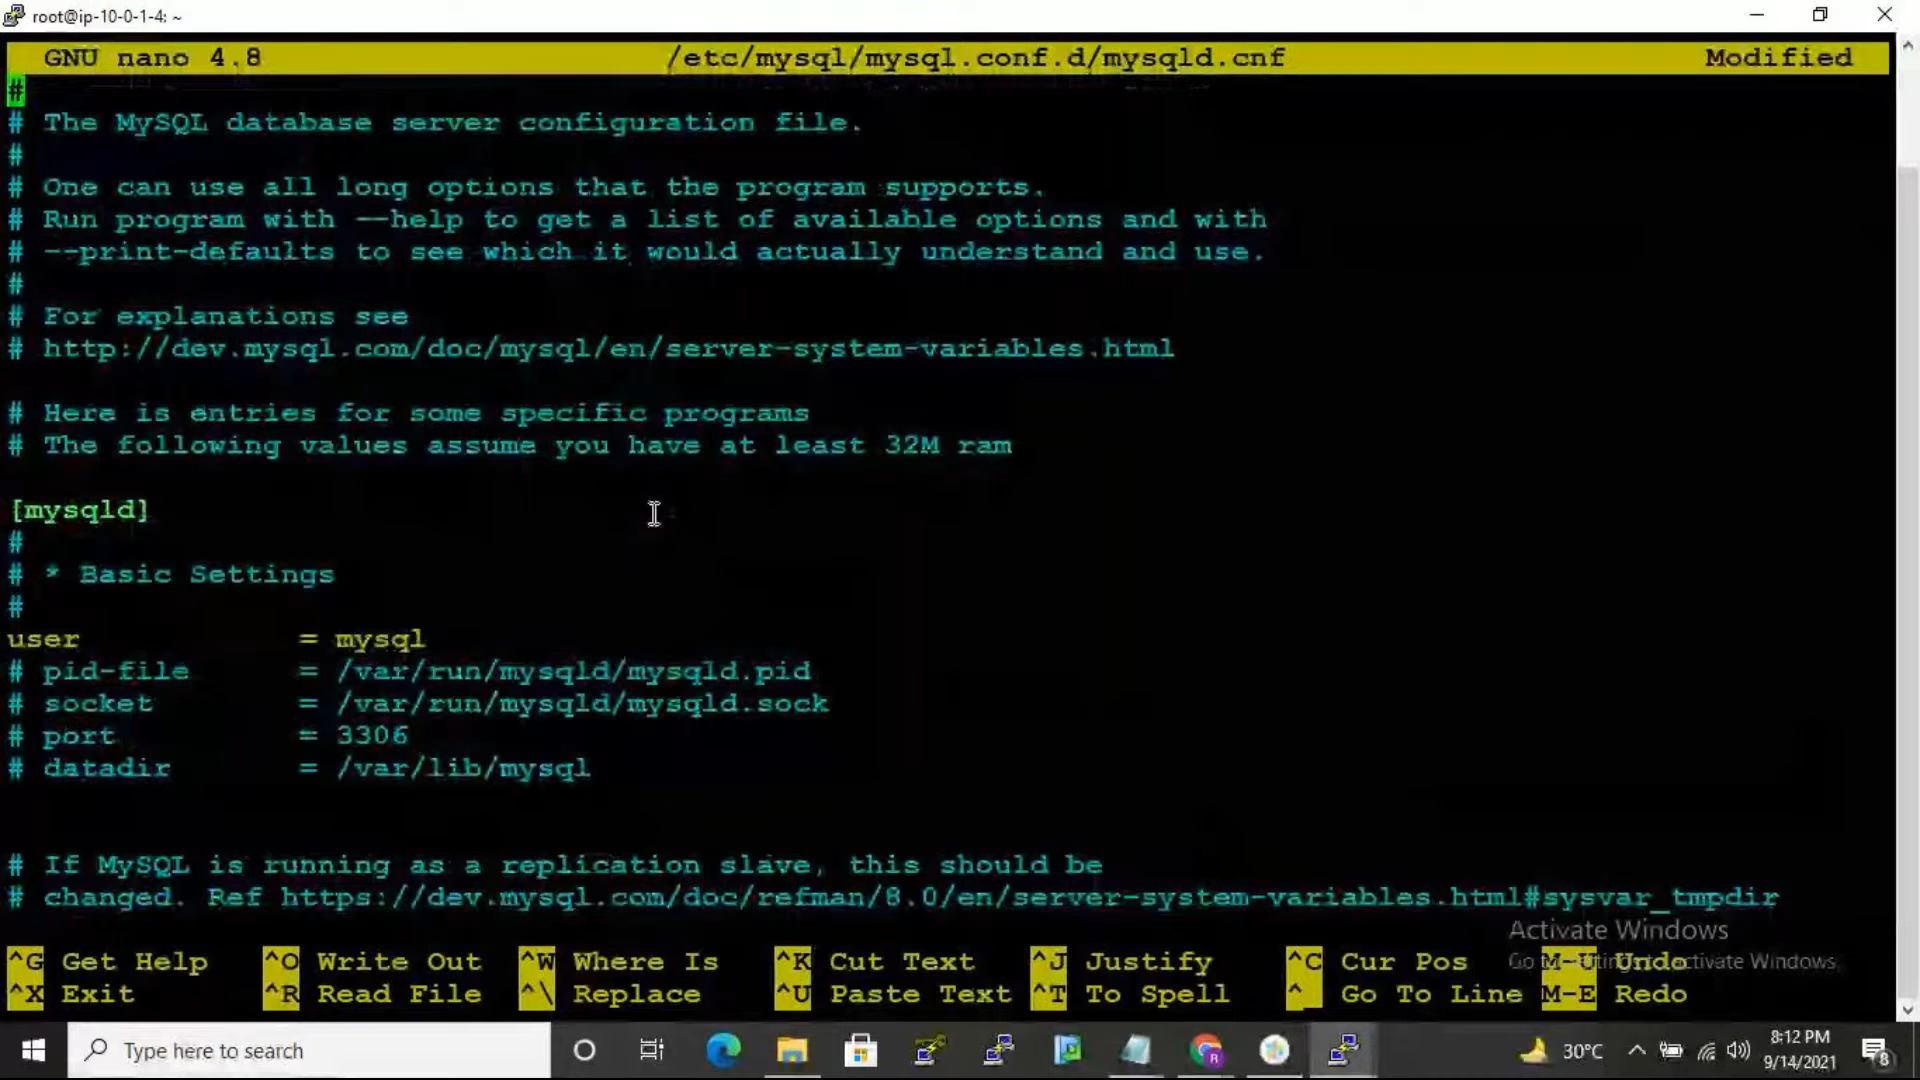 root@ip-10-0-1-4: ~
GNU nano 4.8 /etc/mysql/mysql.conf.d/mysqld.cnf Modified
#
# The MySQL database server configuration file.
#
# One can use all long options that the program supports.
# Run program with --help to get a list of available options and with
# --print-defaults to see which it would actually understand and use.
#
# For explanations see
# http://dev.mysql.com/doc/mysql/en/server-system-variables.html
# Here is entries for some specific programs
# The following values assume you have at least 32M ram
[mysqld]
#
# * Basic Settings
#
user = mysql
# pid-file = /var/run/mysqld/mysqld.pid
# socket = /var/run/mysqld/mysqld.sock
# port = 3306
# datadir = /var/lib/mysql
# If MySQL is running as a replication slave, this should be
# changed. Ref https://dev.mysql.com/doc/refman/8.0/en/server-system-variables.html#sysvar_tmpdir
Activate Windows
^G Get Help ^O Write Out ^W Where Is ^K Cut Text ^J Justify ^C Cur Pos M-U Undo
Go to Settings to activate Windows.
^X Exit ^R Read File ^\ Replace ^U Paste Text ^T To Spell ^_ Go To Line M-E Redo
Type here to search
30°C
8:12 PM
9/14/2021
8